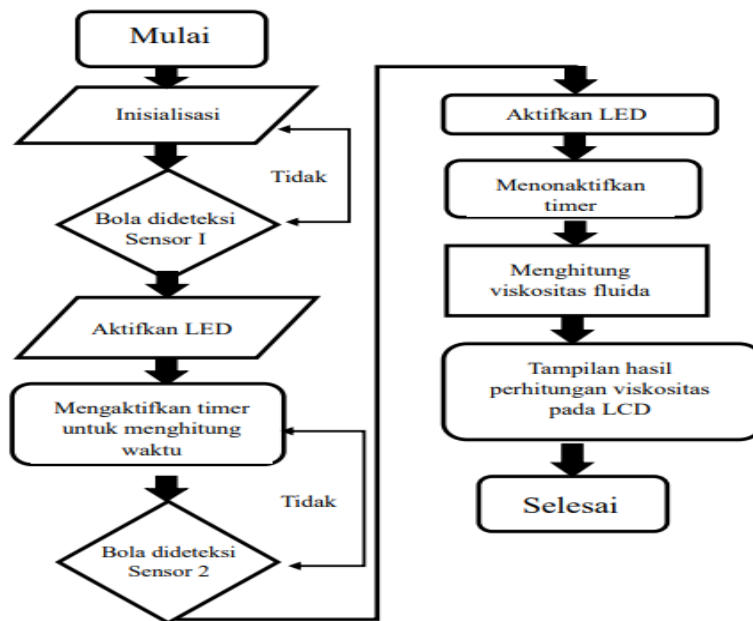 Mulai
Inisialisasi
Tidak
Bola dideteksi
Sensor I
Aktifkan LED
Mengaktifkan timer
untuk menghitung
waktu
Tidak
Bola dideteksi
Sensor 2
Aktifkan LED
Menonaktifkan
timer
Menghitung
viskositas fluida
Tampilan hasil
perhitungan viskositas
pada LCD
Selesai